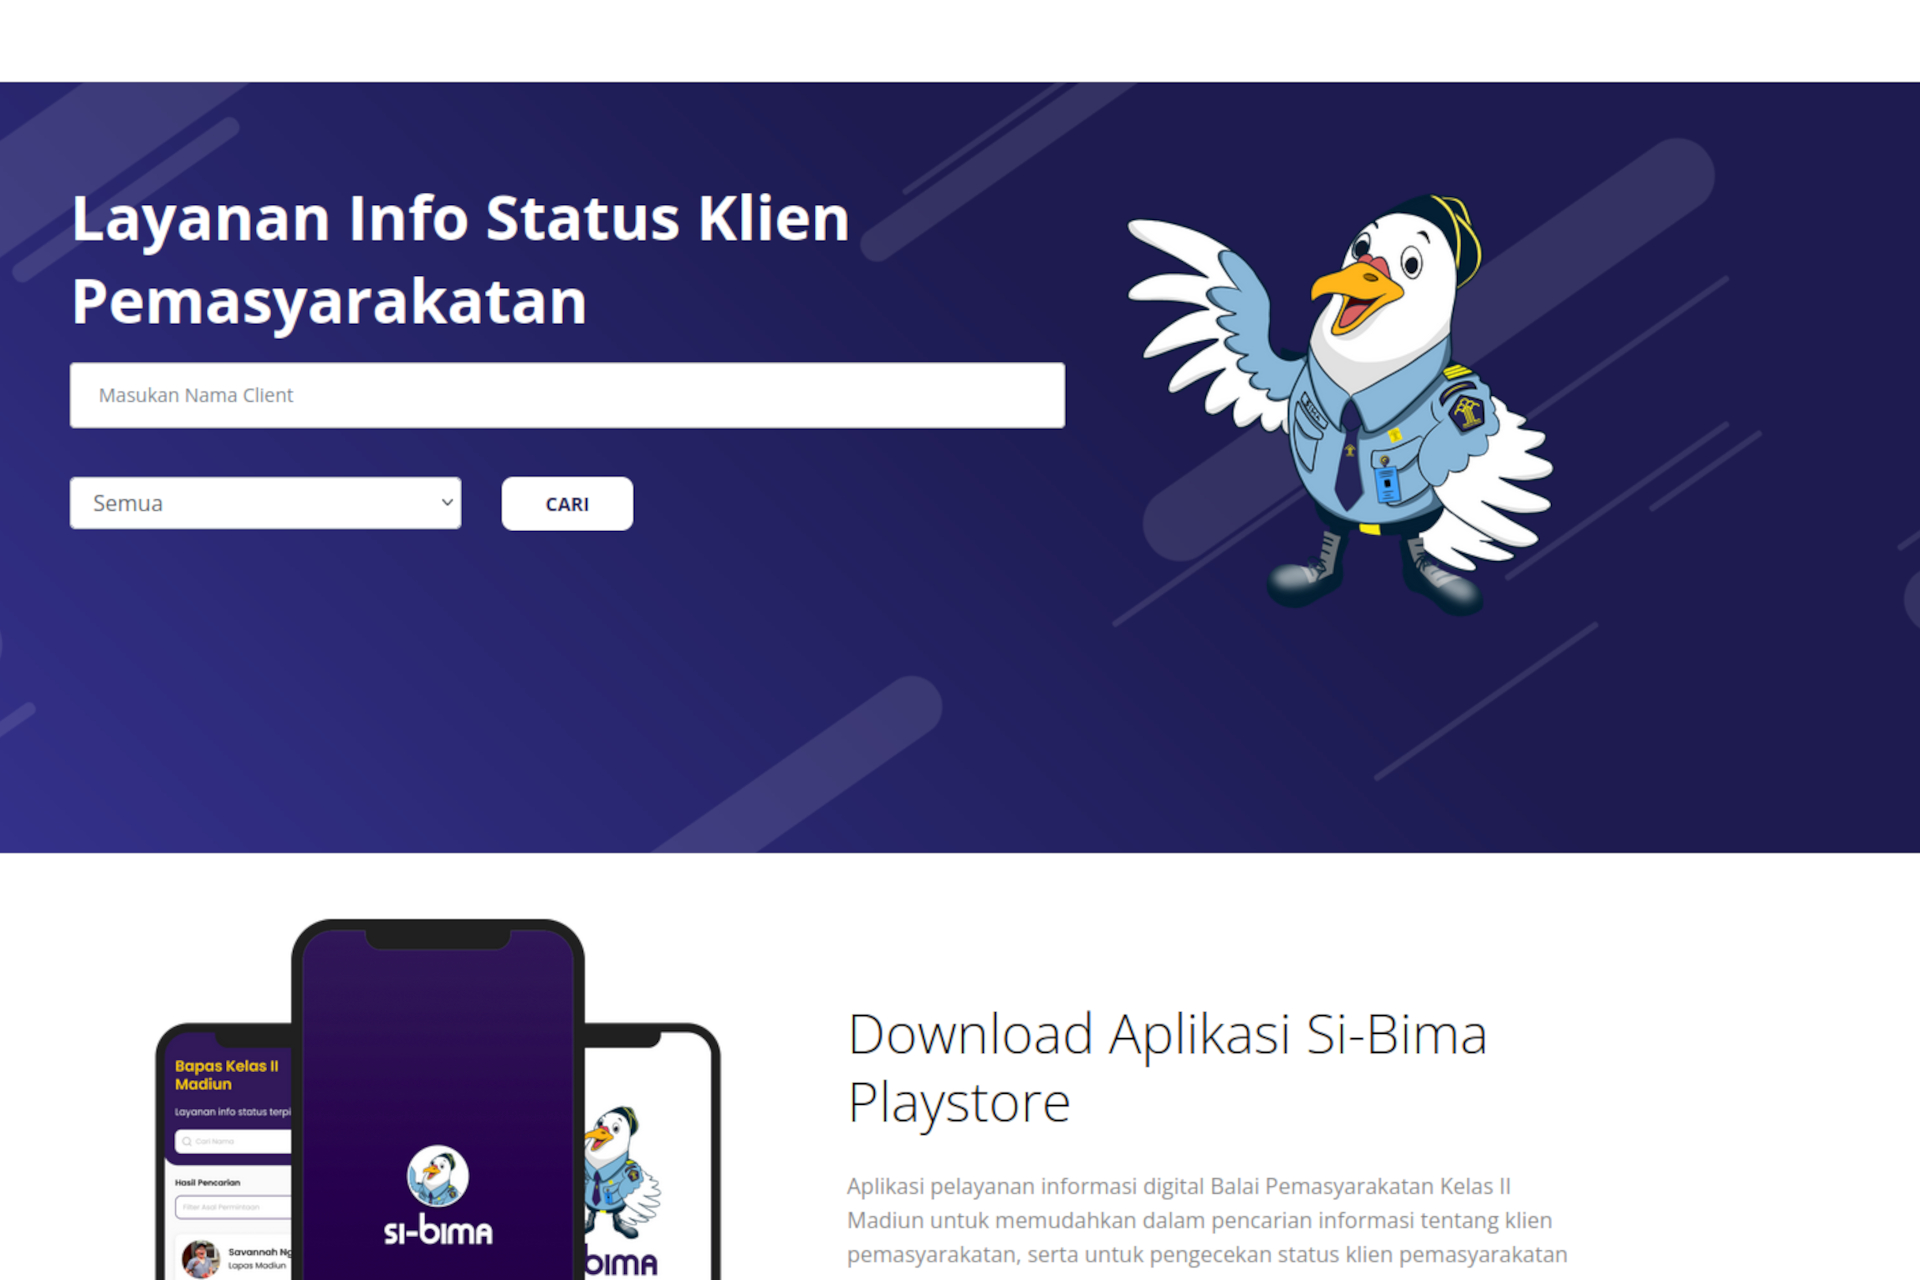 Layanan Info Status Klien
Pemasyarakatan
Masukan Nama Client
Semua
CARI
BIMA
Download Aplikasi Si-Bima
Playstore
Aplikasi pelayanan informasi digital Balai Pemasyarakatan Kelas II
Madiun untuk memudahkan dalam pencarian informasi tentang klien
pemasyarakatan, serta untuk pengecekan status klien pemasyarakatan
Bapas Kelas II
Madiun
Layanan info status terpi
Cari Nama
Hasil Pencarian
Filter Asal Permintaan
Savannah Ng
Lapas Madiun
si-bima
bima